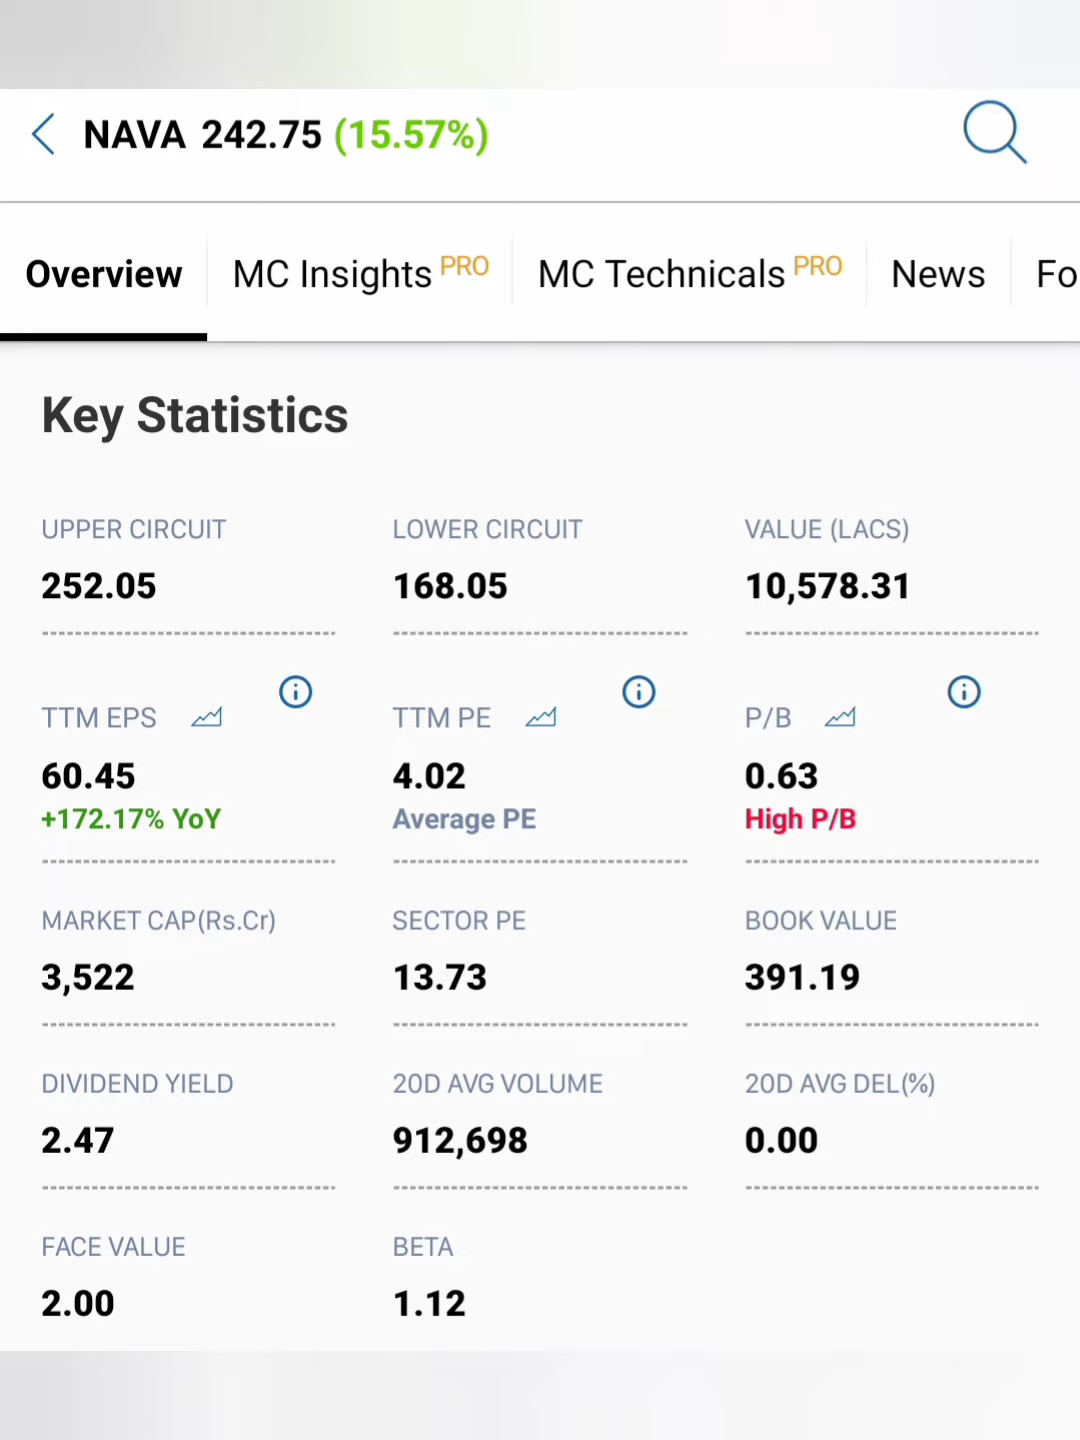 NAVA 242.75 (15.57%)
Overview MC Insights PRO MC Technicals PRO News Fo
Key Statistics
UPPER CIRCUIT LOWER CIRCUIT VALUE (LACS)
252.05 168.05 10,578.31
TTM EPS TTM PE P/B
60.45 4.02 0.63
+172.17% YoY Average PE High P/B
MARKET CAP(Rs.Cr) SECTOR PE BOOK VALUE
3,522 13.73 391.19
DIVIDEND YIELD 20D AVG VOLUME 20D AVG DEL(%)
2.47 912,698 0.00
FACE VALUE BETA
2.00 1.12